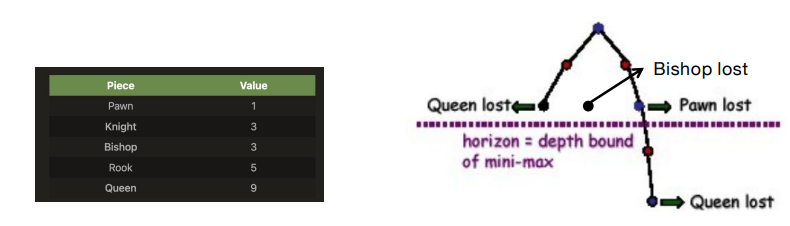 Piece Value
Pawn 1
Knight 3
Bishop 3
Rook 5
Queen 9
Bishop lost
Queen lost
Pawn lost
horizon = depth bound
of mini-max
Queen lost